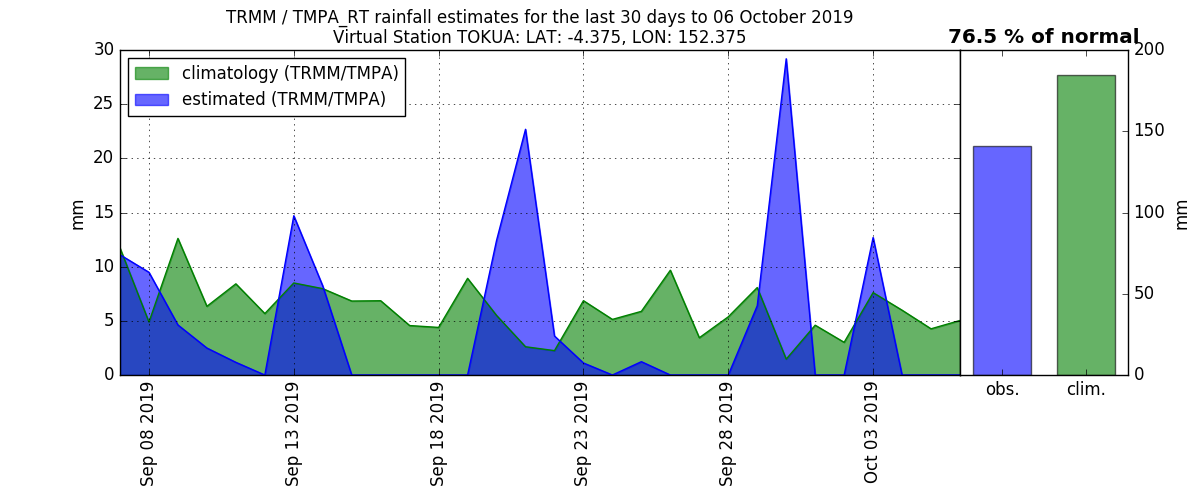 TRMM / TMPA_RT rainfall estimates for the last 30 days to 06 October 2019
Virtual Station TOKUA: LAT: -4.375, LON: 152.375
76.5 % of normal
climatology (TRMM/TMPA)
estimated (TRMM/TMPA)
30
25
20
15
10
5
0
mm
Sep 08 2019
Sep 13 2019
Sep 18 2019
Sep 23 2019
Sep 28 2019
Oct 03 2019
200
150
100
50
0
mm
obs.
clim.